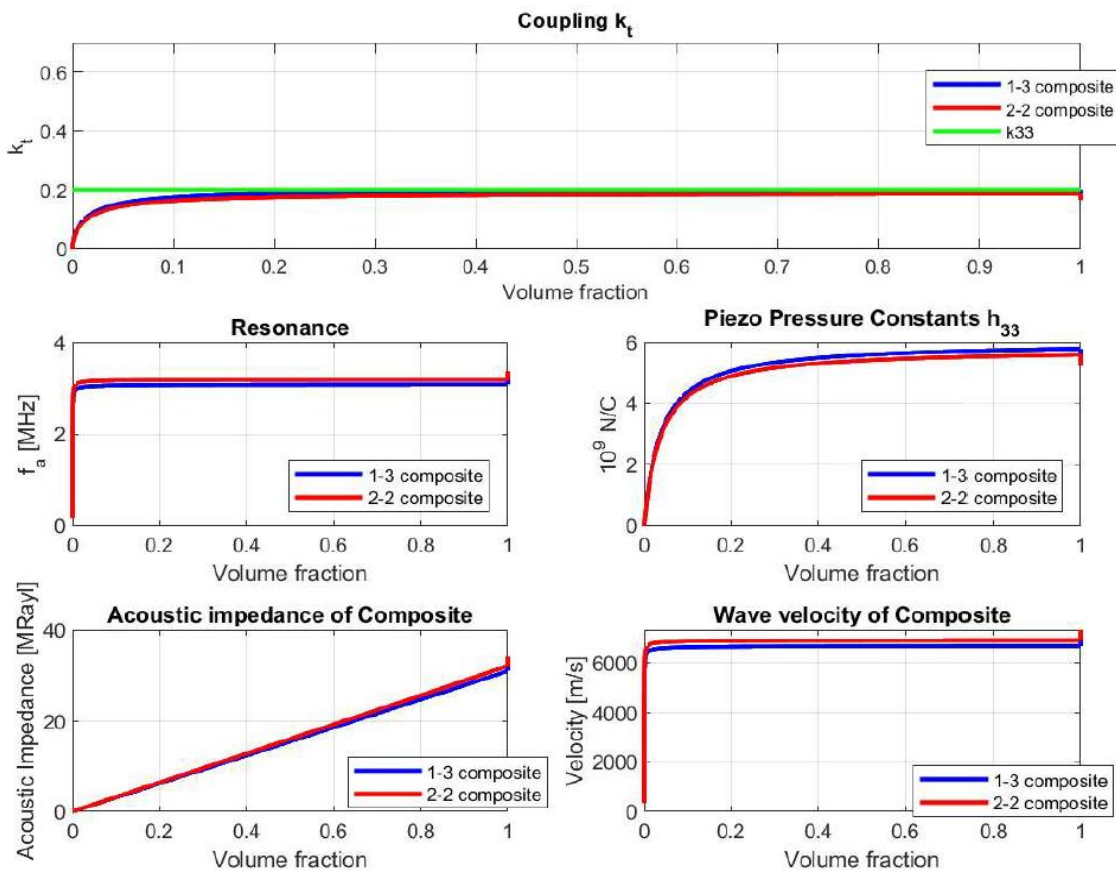 Coupling k_t
k_t
0.6
0.4
0.2
0
0 0.1 0.2 0.3 0.4 0.5 0.6 0.7 0.8 0.9 1
Volume fraction
1-3 composite
2-2 composite
k33
Resonance
f_a [MHz]
4
2
0
0 0.2 0.4 0.6 0.8 1
Volume fraction
1-3 composite
2-2 composite
Piezo Pressure Constants h_33
10^9 N/C
6
4
2
0
0 0.2 0.4 0.6 0.8 1
Volume fraction
1-3 composite
2-2 composite
Acoustic impedance of Composite
Acoustic Impedance [MRayl]
40
20
0
0 0.2 0.4 0.6 0.8 1
Volume fraction
1-3 composite
2-2 composite
Wave velocity of Composite
Velocity [m/s]
6000
4000
2000
0
0 0.2 0.4 0.6 0.8 1
Volume fraction
1-3 composite
2-2 composite